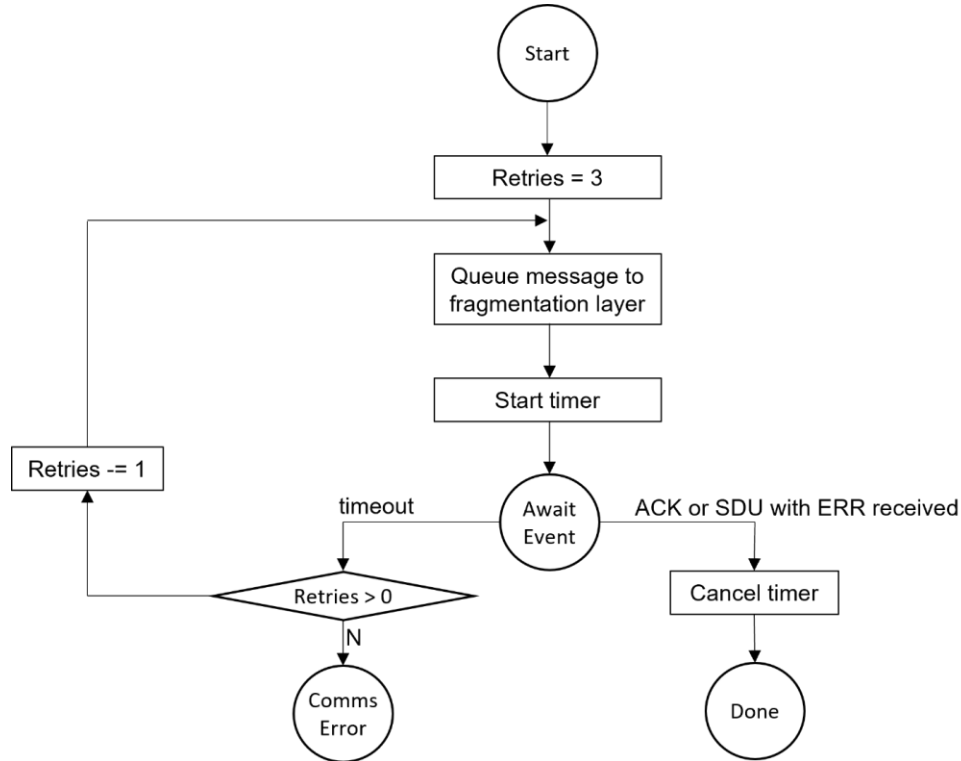 Start
Retries = 3
Queue message to
fragmentation layer
Start timer
Retries -= 1
timeout
Await
Event
ACK or SDU with ERR received
Retries > 0
Cancel timer
N
Comms
Error
Done